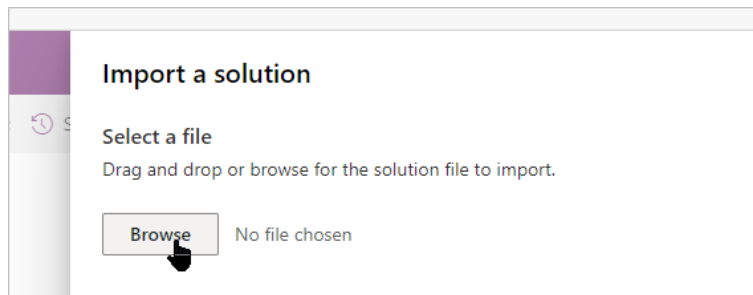 Import a solution
Select a file
Drag and drop or browse for the solution file to import.
Browse
No file chosen